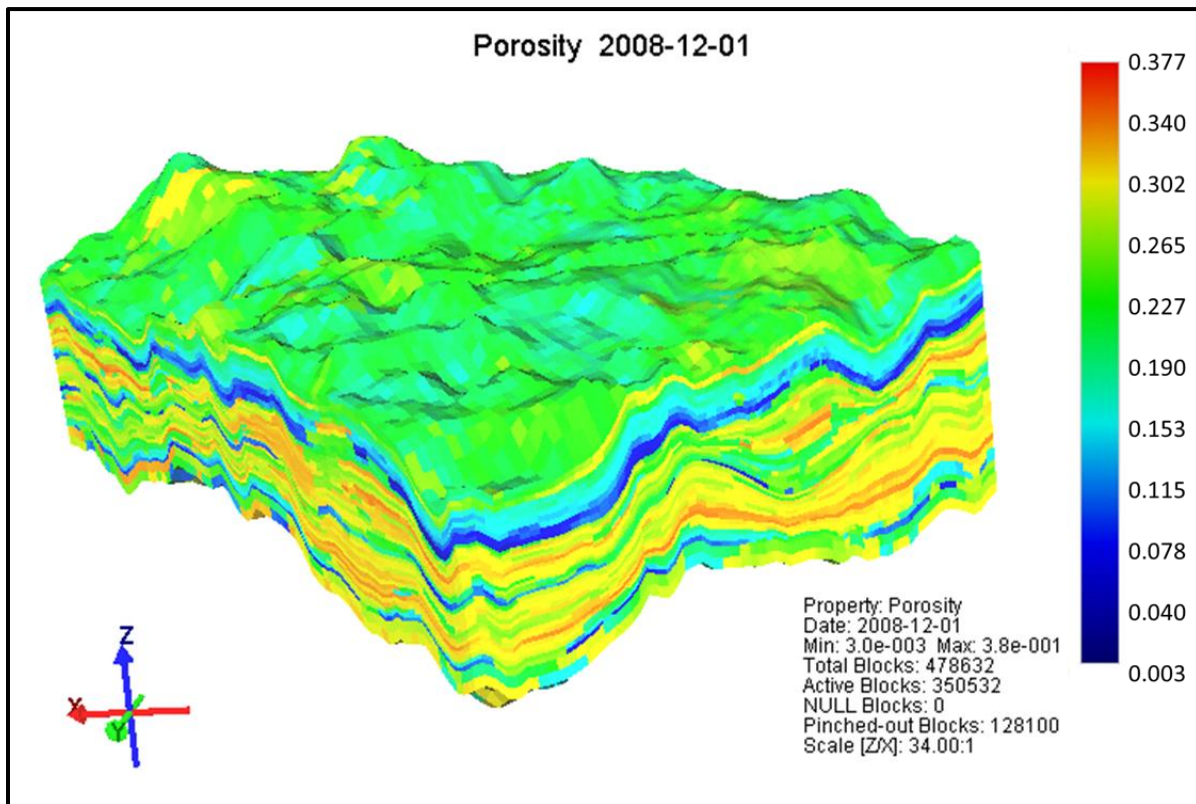 Porosity 2008-12-01
0.377
0.340
0.302
0.265
0.227
0.190
0.153
0.115
0.078
0.040
0.003
Property: Porosity
Date: 2008-12-01
Min: 3.0e-003 Max: 3.8e-001
Total Blocks: 478632
Active Blocks: 350532
NULL Blocks: 0
Pinched-out Blocks: 128100
Scale [Z/X]: 34.00:1
Z
X
Y